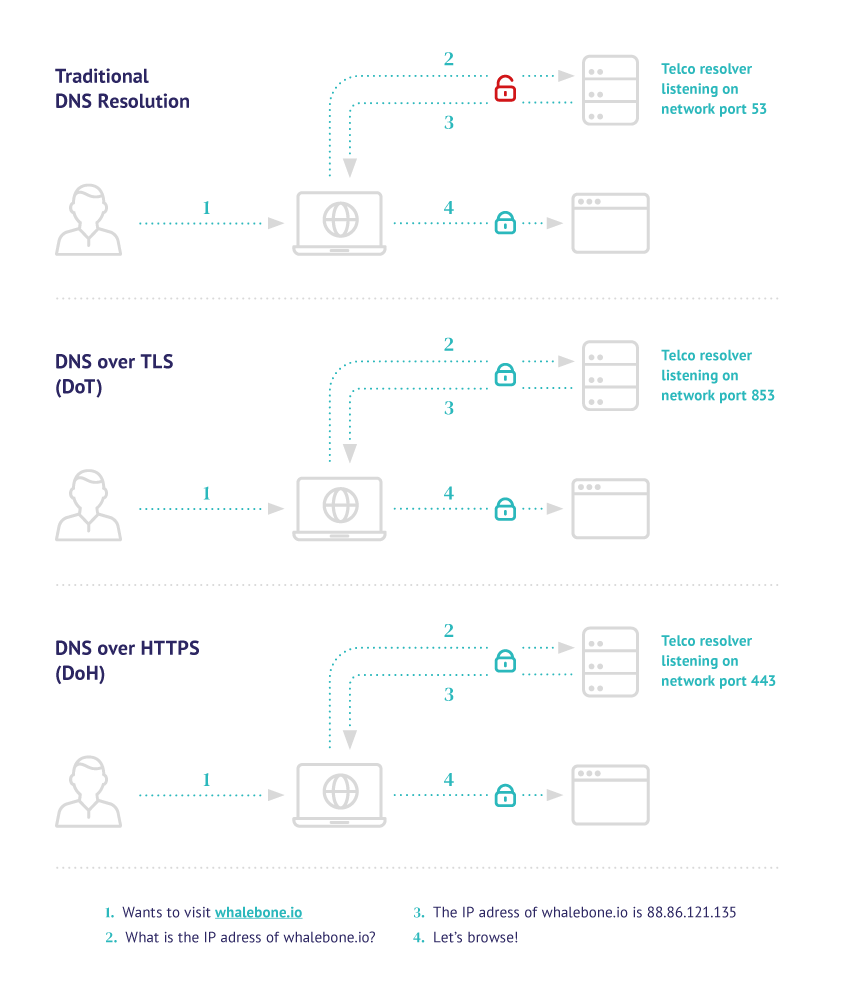 Traditional
DNS Resolution
2
3
Telco resolver
listening on
network port 53
1
4
DNS over TLS
(DoT)
2
3
Telco resolver
listening on
network port 853
1
4
DNS over HTTPS
(DoH)
2
3
Telco resolver
listening on
network port 443
1
4
1. Wants to visit whalebone.io
2. What is the IP adress of whalebone.io?
3. The IP adress of whalebone.io is 88.86.121.135
4. Let's browse!